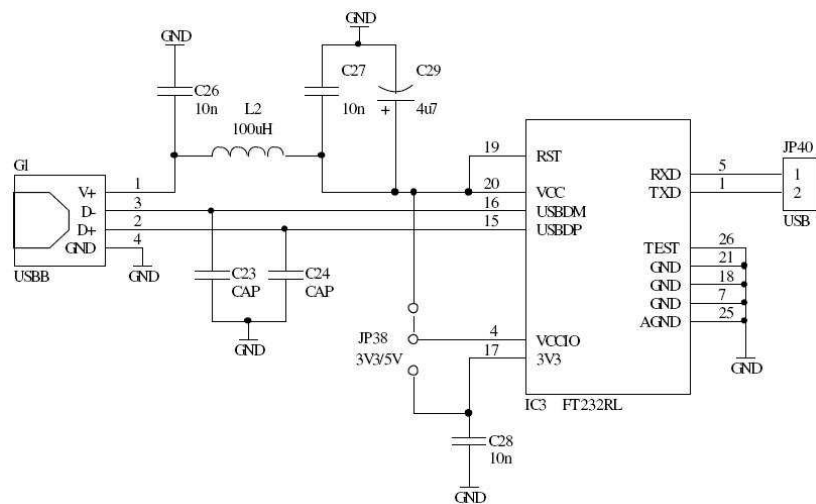 GND
GND
C26
10n
C27
10n
C29
+
4u7
L2
100uH
19
RST
G1
V+
1
20
VCC
D-
3
16
USBDM
D+
2
15
USBDP
GND
4
USBB
GND
C23
CAP
C24
CAP
GND
RXD
5
TXD
1
JP40
1
2
USB
TEST
26
GND
21
GND
18
GND
7
AGND
25
GND
JP38
3V3/5V
4
VCCIO
17
3V3
IC3 FT232RL
C28
10n
GND